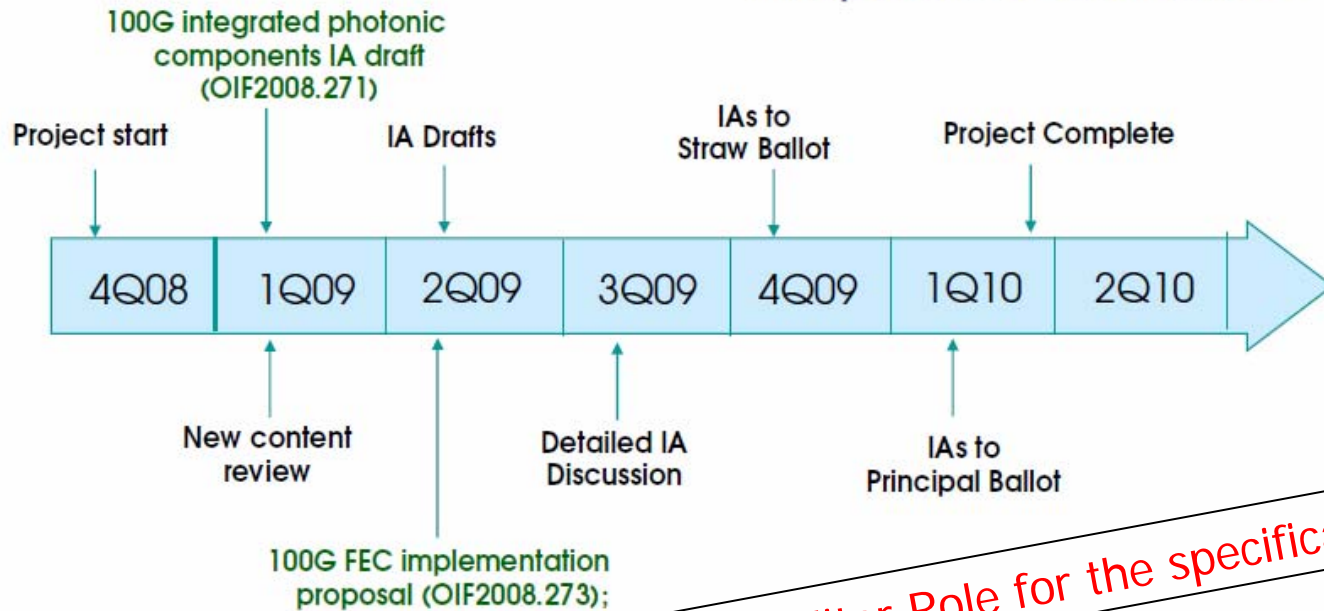 100G integrated photonic
components IA draft
(OIF2008.271)
Project start
IA Drafts
IAs to
Straw Ballot
Project Complete
4Q08
1Q09
2Q09
3Q09
4Q09
1Q10
2Q10
New content
review
Detailed IA
Discussion
IAs to
Principal Ballot
100G FEC implementation
proposal (OIF2008.273);
Role for the